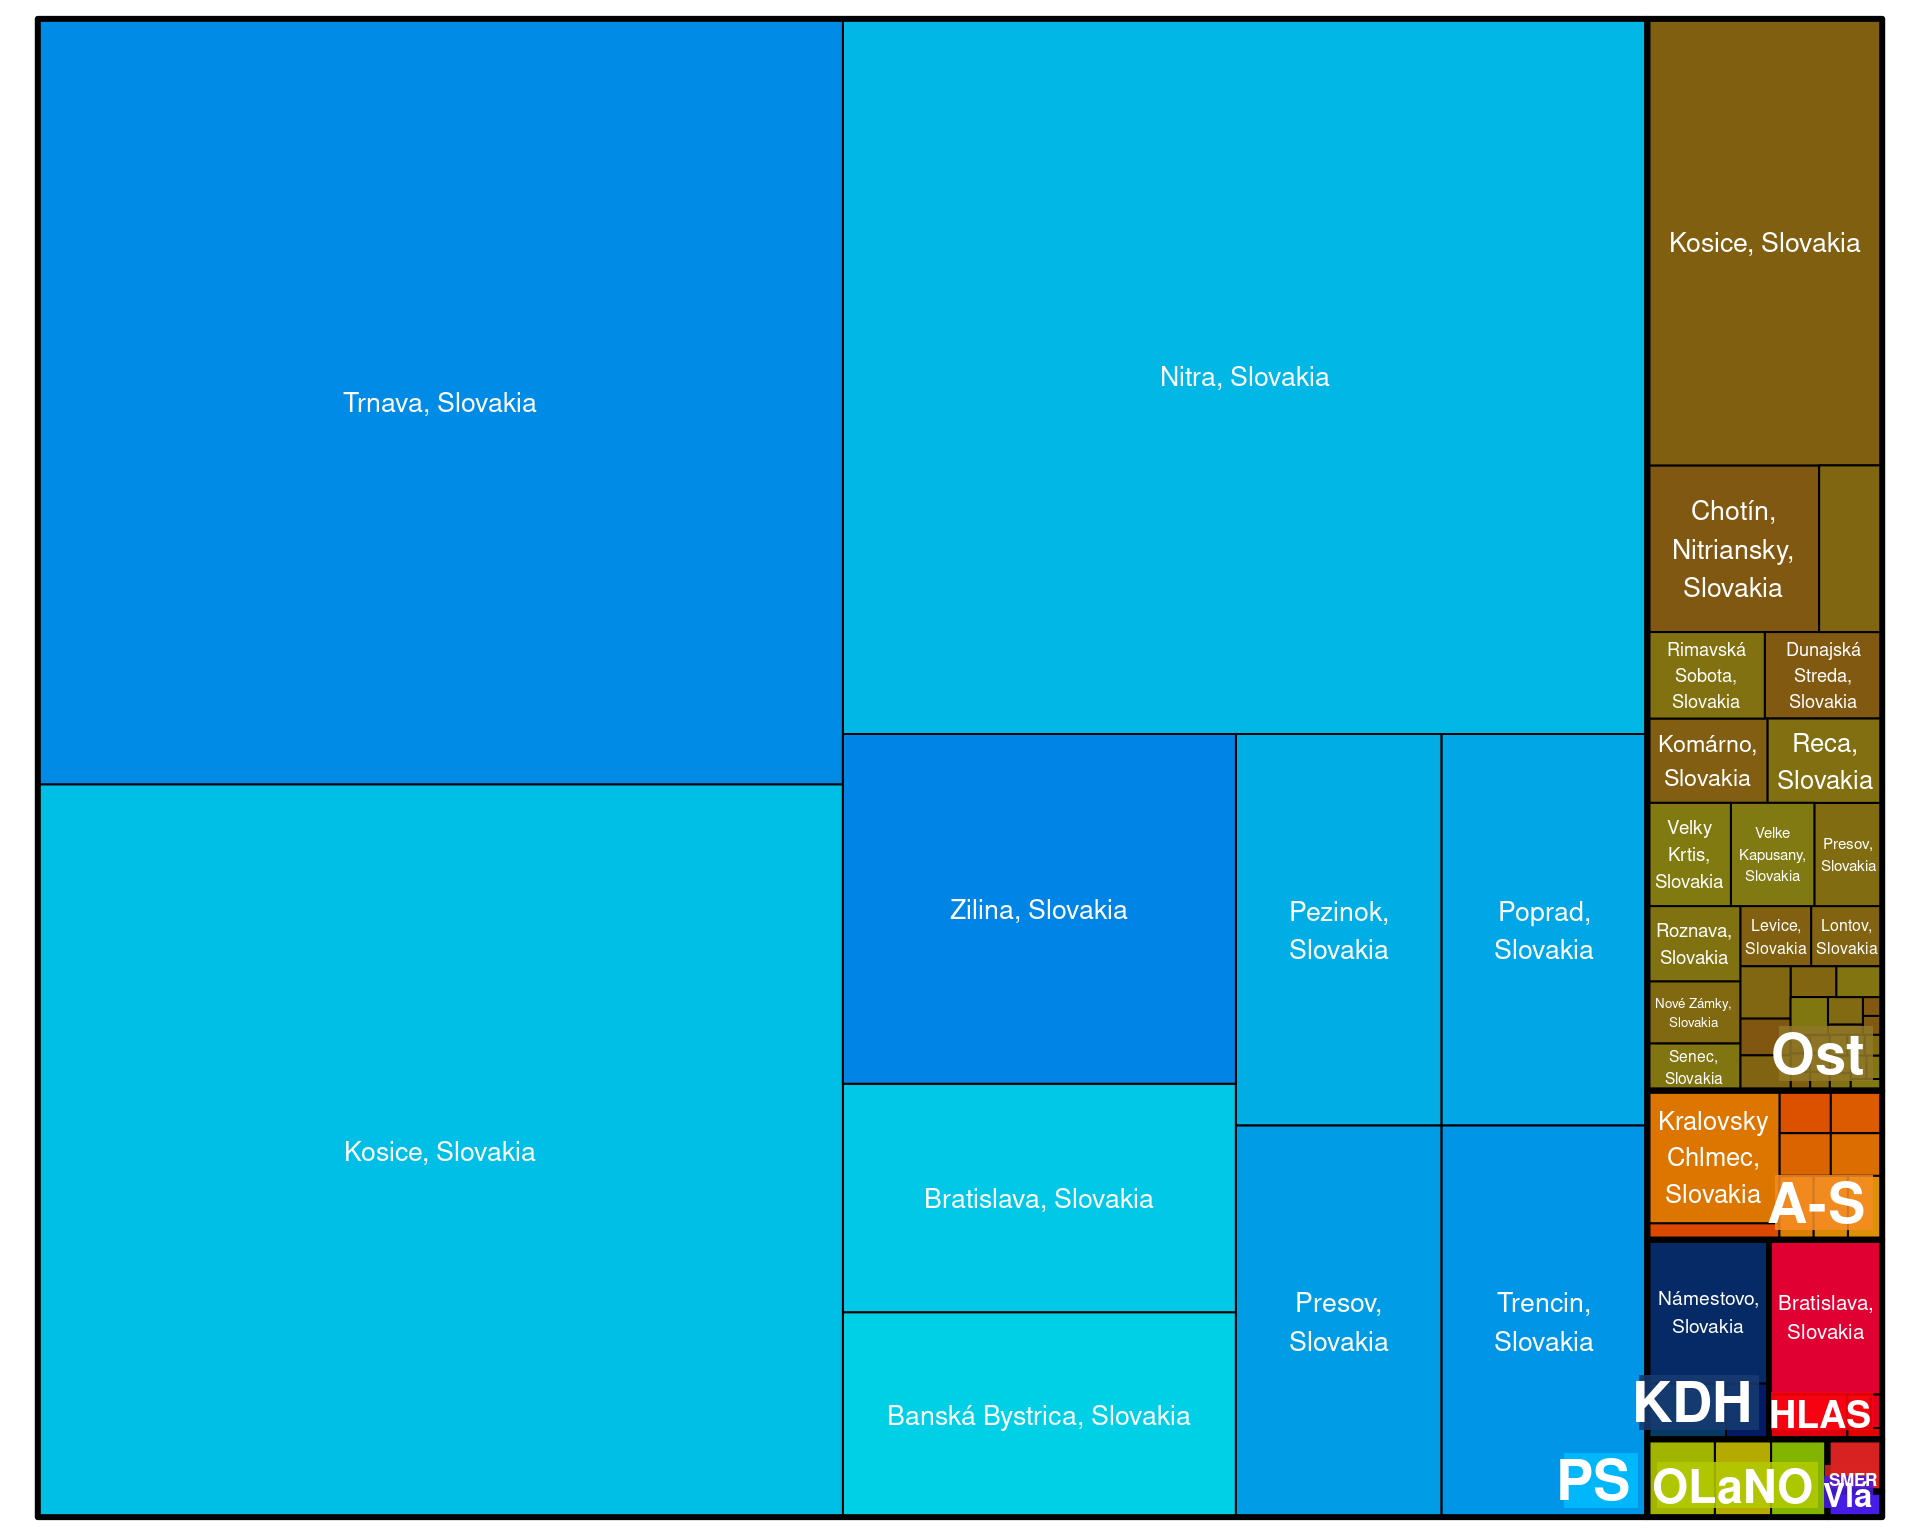 Trnava, Slovakia
Kosice, Slovakia
Nitra, Slovakia
Zilina, Slovakia
Bratislava, Slovakia
Banská Bystrica, Slovakia
Pezinok,
Slovakia
Poprad,
Slovakia
Presov,
Slovakia
Trencin,
Slovakia
PS
Kosice, Slovakia
Chotín,
Nitriansky,
Slovakia
Rimavská
Sobota,
Slovakia
Dunajská
Streda,
Slovakia
Komárno,
Slovakia
Reca,
Slovakia
Velky
Krtis,
Slovakia
Velke
Kapusany,
Slovakia
Presov,
Slovakia
Roznava,
Slovakia
Levice,
Slovakia
Lontov,
Slovakia
Nové Zámky,
Slovakia
Senec,
Slovakia
Ost
Kralovsky
Chlmec,
Slovakia
A-S
Námestovo,
Slovakia
KDH
Bratislava,
Slovakia
HLAS
OLaNO
SMER
Vla